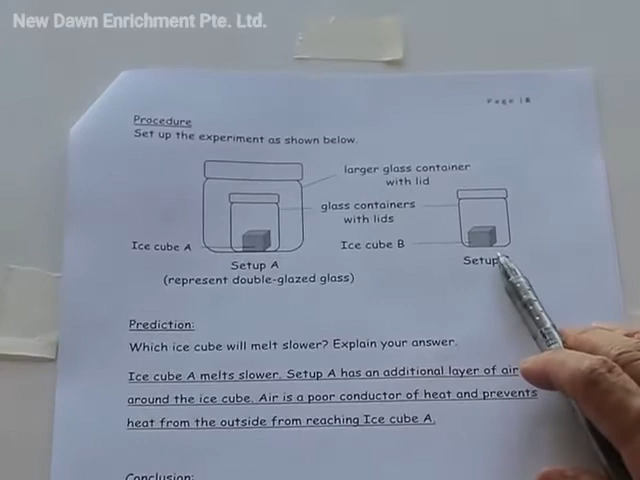 New Dawn Enrichment Pte. Ltd.
Page | 8
Procedure
Set up the experiment as shown below.
larger glass container
with lid
glass containers
with lids
Ice cube A
Ice cube B
Setup A
Setup
(represent double-glazed glass)
Prediction:
Which ice cube will melt slower? Explain your answer.
Ice cube A melts slower. Setup A has an additional layer of air
around the ice cube. Air is a poor conductor of heat and prevents
heat from the outside from reaching Ice cube A.
Conclusion: